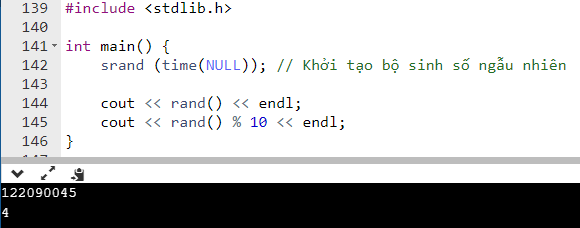 139 #include <stdlib.h>
140
141 int main() {
142 srand (time(NULL)); // Khởi tạo bộ sinh số ngẫu nhiên
143
144 cout << rand() << endl;
145 cout << rand() % 10 << endl;
146 }
122090045
4